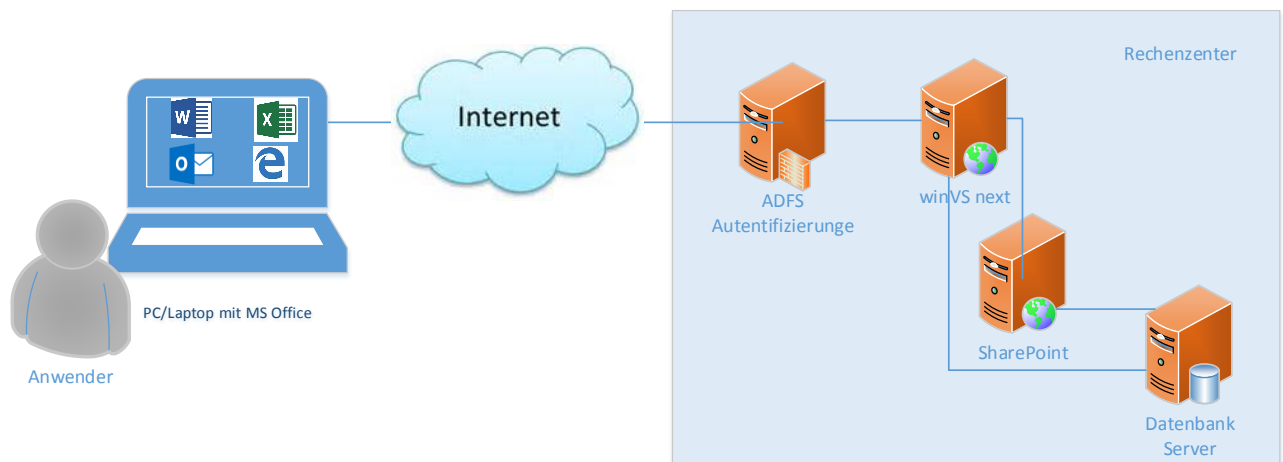 Rechenzenter
Internet
W
X
O
e
ADFS
Autentifizierunge
winVS next
PC/Laptop mit MS Office
SharePoint
Anwender
Datenbank
Server